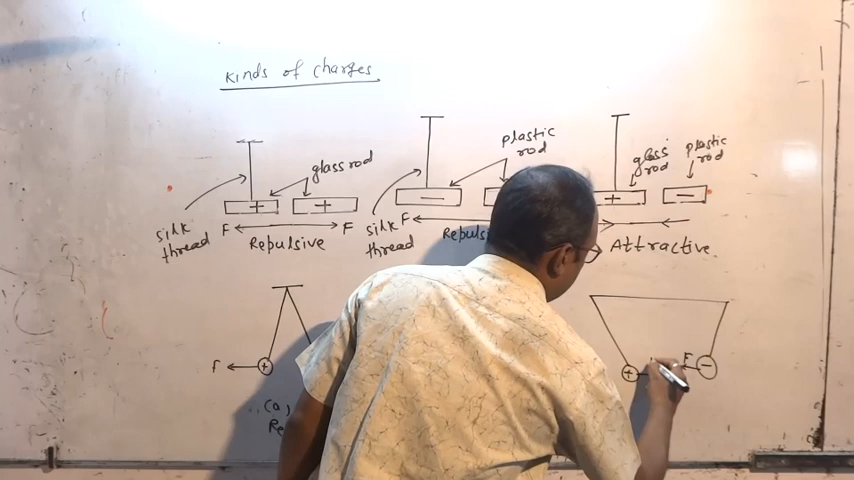 Kinds of charges
glass rod
+ +
silk thread
F F
Repulsive
plastic rod
−
silk thread
F
glass rod
plastic rod
+ −
Attractive
F +
(a)
+ F −